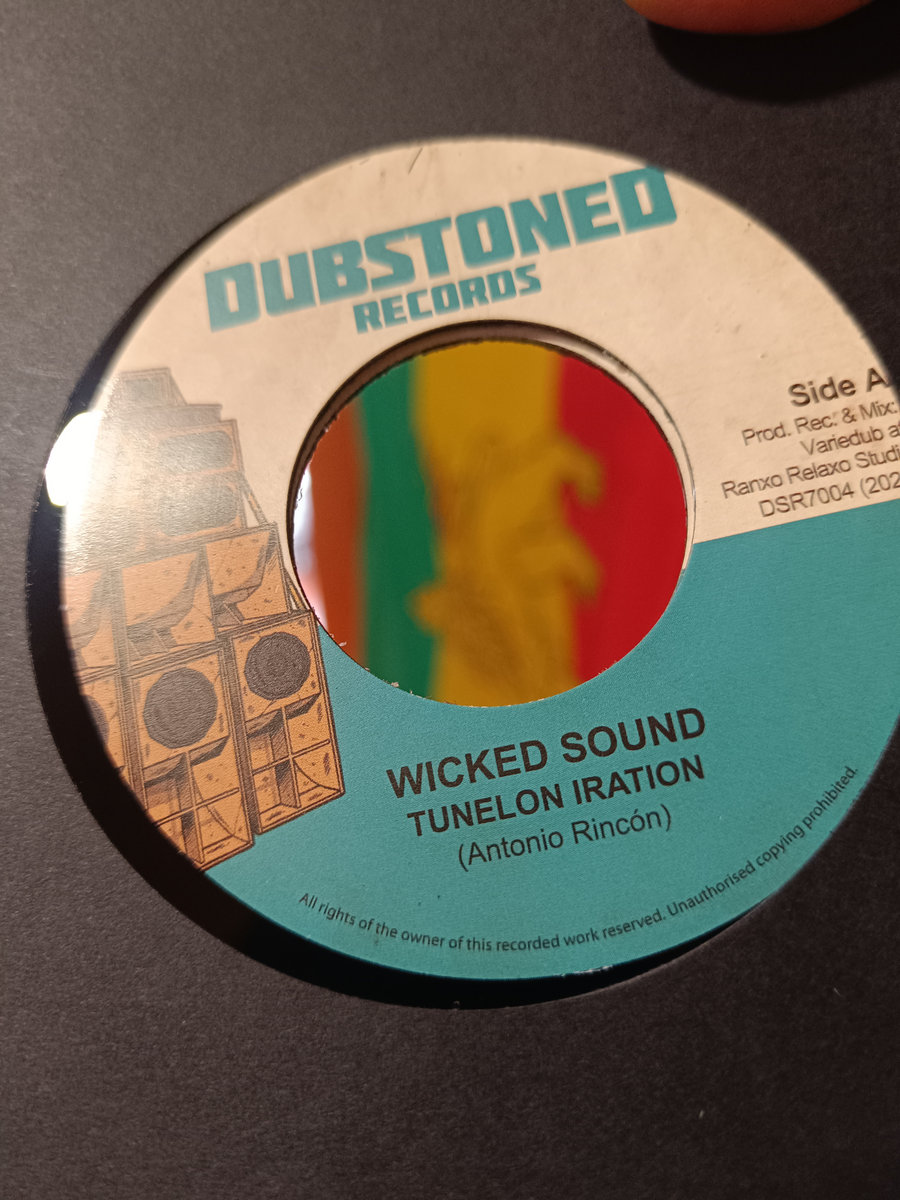 DUBSTONED
RECORDS
Side A
Prod. Rec. & Mix:
Variedub
Ranxo Relaxo
DSR7004
WICKED SOUND
TUNELON IRATION
(Antonio Rincón)
All rights of the owner of this recorded work reserved. Unauthorised copying prohibited.